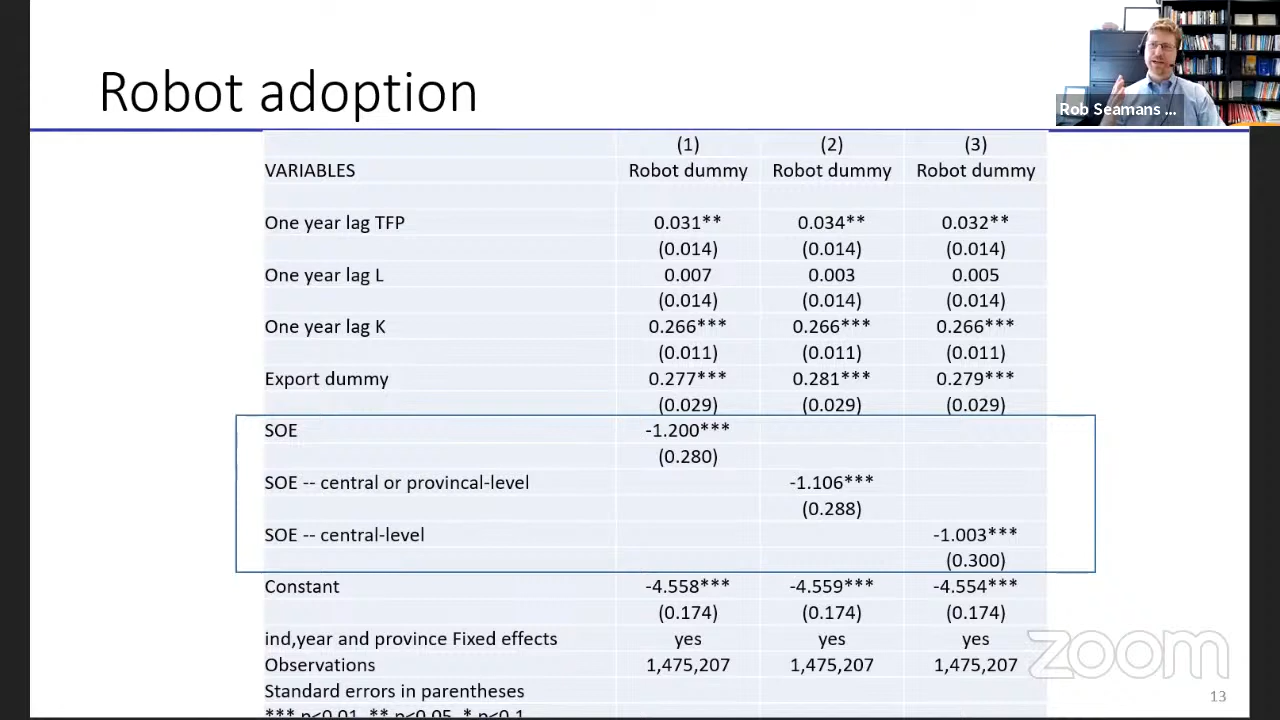 Robot adoption
Rob Seamans ...
(1) (2) (3)
VARIABLES Robot dummy Robot dummy Robot dummy
One year lag TFP 0.031** 0.034** 0.032**
(0.014) (0.014) (0.014)
One year lag L 0.007 0.003 0.005
(0.014) (0.014) (0.014)
One year lag K 0.266*** 0.266*** 0.266***
(0.011) (0.011) (0.011)
Export dummy 0.277*** 0.281*** 0.279***
(0.029) (0.029) (0.029)
SOE -1.200***
(0.280)
SOE -- central or provincal-level -1.106***
(0.288)
SOE -- central-level -1.003***
(0.300)
Constant -4.558*** -4.559*** -4.554***
(0.174) (0.174) (0.174)
ind,year and province Fixed effects yes yes yes
Observations 1,475,207 1,475,207 1,475,207
Standard errors in parentheses
*** p<0.01, ** p<0.05, * p<0.1
zoom
13